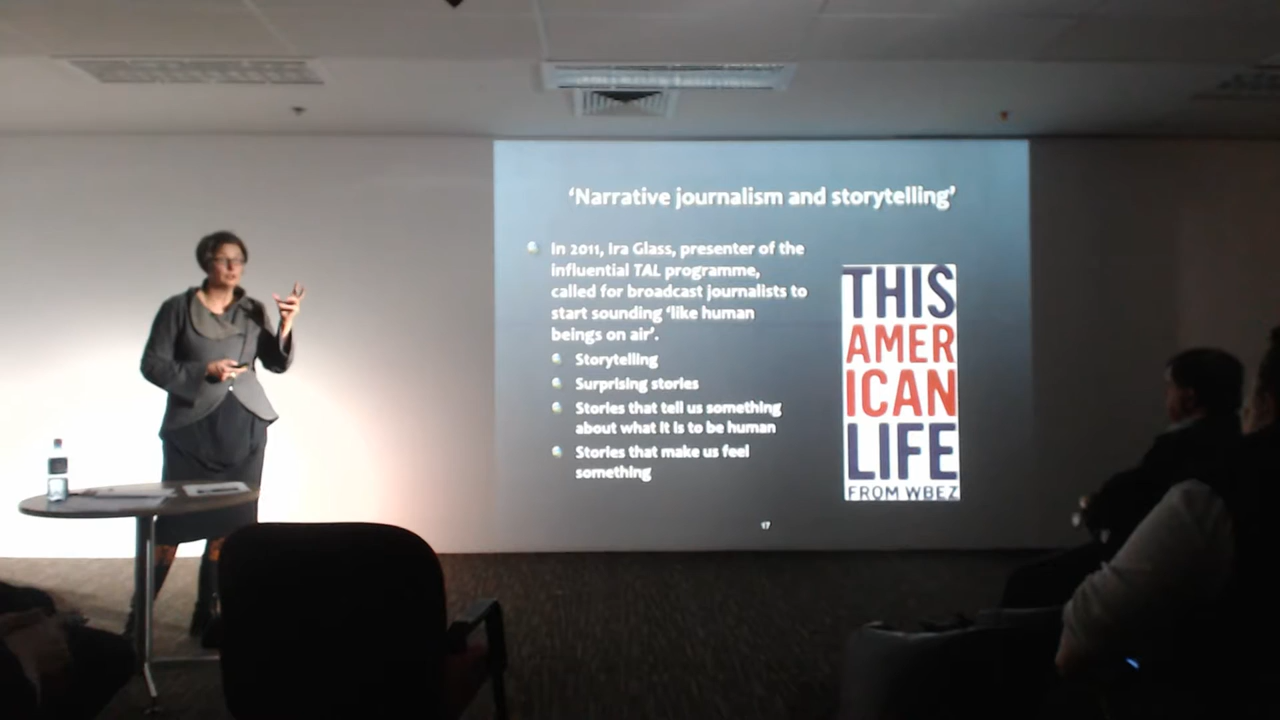 ‘Narrative journalism and storytelling’
In 2011, Ira Glass, presenter of the
influential TAL programme,
called for broadcast journalists to
start sounding ‘like human
beings on air’.
Storytelling
Surprising stories
Stories that tell us something
about what it is to be human
Stories that make us feel
something
THIS
AMER
ICAN
LIFE
FROM WBEZ
17